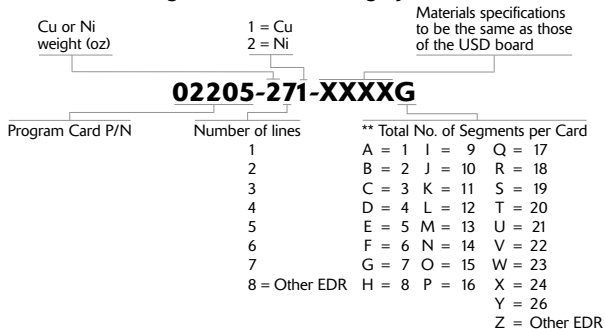 Cu or Ni
weight (oz)
1 = Cu
2 = Ni
Materials specifications
to be the same as those
of the USD board
02205-271-XXXXG
Program Card P/N
Number of lines
1
2
3
4
5
6
7
8 = Other EDR
** Total No. of Segments per Card
A = 1 I = 9 Q = 17
B = 2 J = 10 R = 18
C = 3 K = 11 S = 19
D = 4 L = 12 T = 20
E = 5 M = 13 U = 21
F = 6 N = 14 V = 22
G = 7 O = 15 W = 23
H = 8 P = 16 X = 24
Y = 26
Z = Other EDR